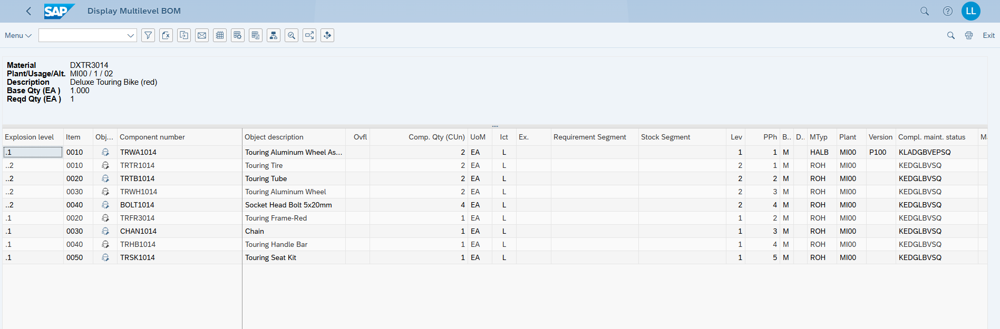 SAP Display Multilevel BOM LL
Menu Exit
Material DXTR3014
Plant/Usage/Alt. MI00 / 1 / 02
Description Deluxe Touring Bike (red)
Base Qty (EA ) 1.000
Reqd Qty (EA ) 1
Explosion level Item Obj... Component number Object description Ovfl Comp. Qty (CUn) UoM Ict Ex. Requirement Segment Stock Segment Lev PPh B.. D.. MTyp Plant Version Compl. maint. status M
.1 0010 TRWA1014 Touring Aluminum Wheel As... 2 EA L 1 1 M HALB MI00 P100 KLADGBVEPSQ
..2 0010 TRTR1014 Touring Tire 2 EA L 2 1 M ROH MI00 KEDGLBVSQ
..2 0020 TRTB1014 Touring Tube 2 EA L 2 2 M ROH MI00 KEDGLBVSQ
..2 0030 TRWH1014 Touring Aluminum Wheel 2 EA L 2 3 M ROH MI00 KEDGLBVSQ
..2 0040 BOLT1014 Socket Head Bolt 5x20mm 4 EA L 2 4 M ROH MI00 KEDGLBVSQ
.1 0020 TRFR3014 Touring Frame-Red 1 EA L 1 2 M ROH MI00 KEDGLBVSQ
.1 0030 CHAN1014 Chain 1 EA L 1 3 M ROH MI00 KEDGLBVSQ
.1 0040 TRHB1014 Touring Handle Bar 1 EA L 1 4 M ROH MI00 KEDGLBVSQ
.1 0050 TRSK1014 Touring Seat Kit 1 EA L 1 5 M ROH MI00 KEDGLBVSQ